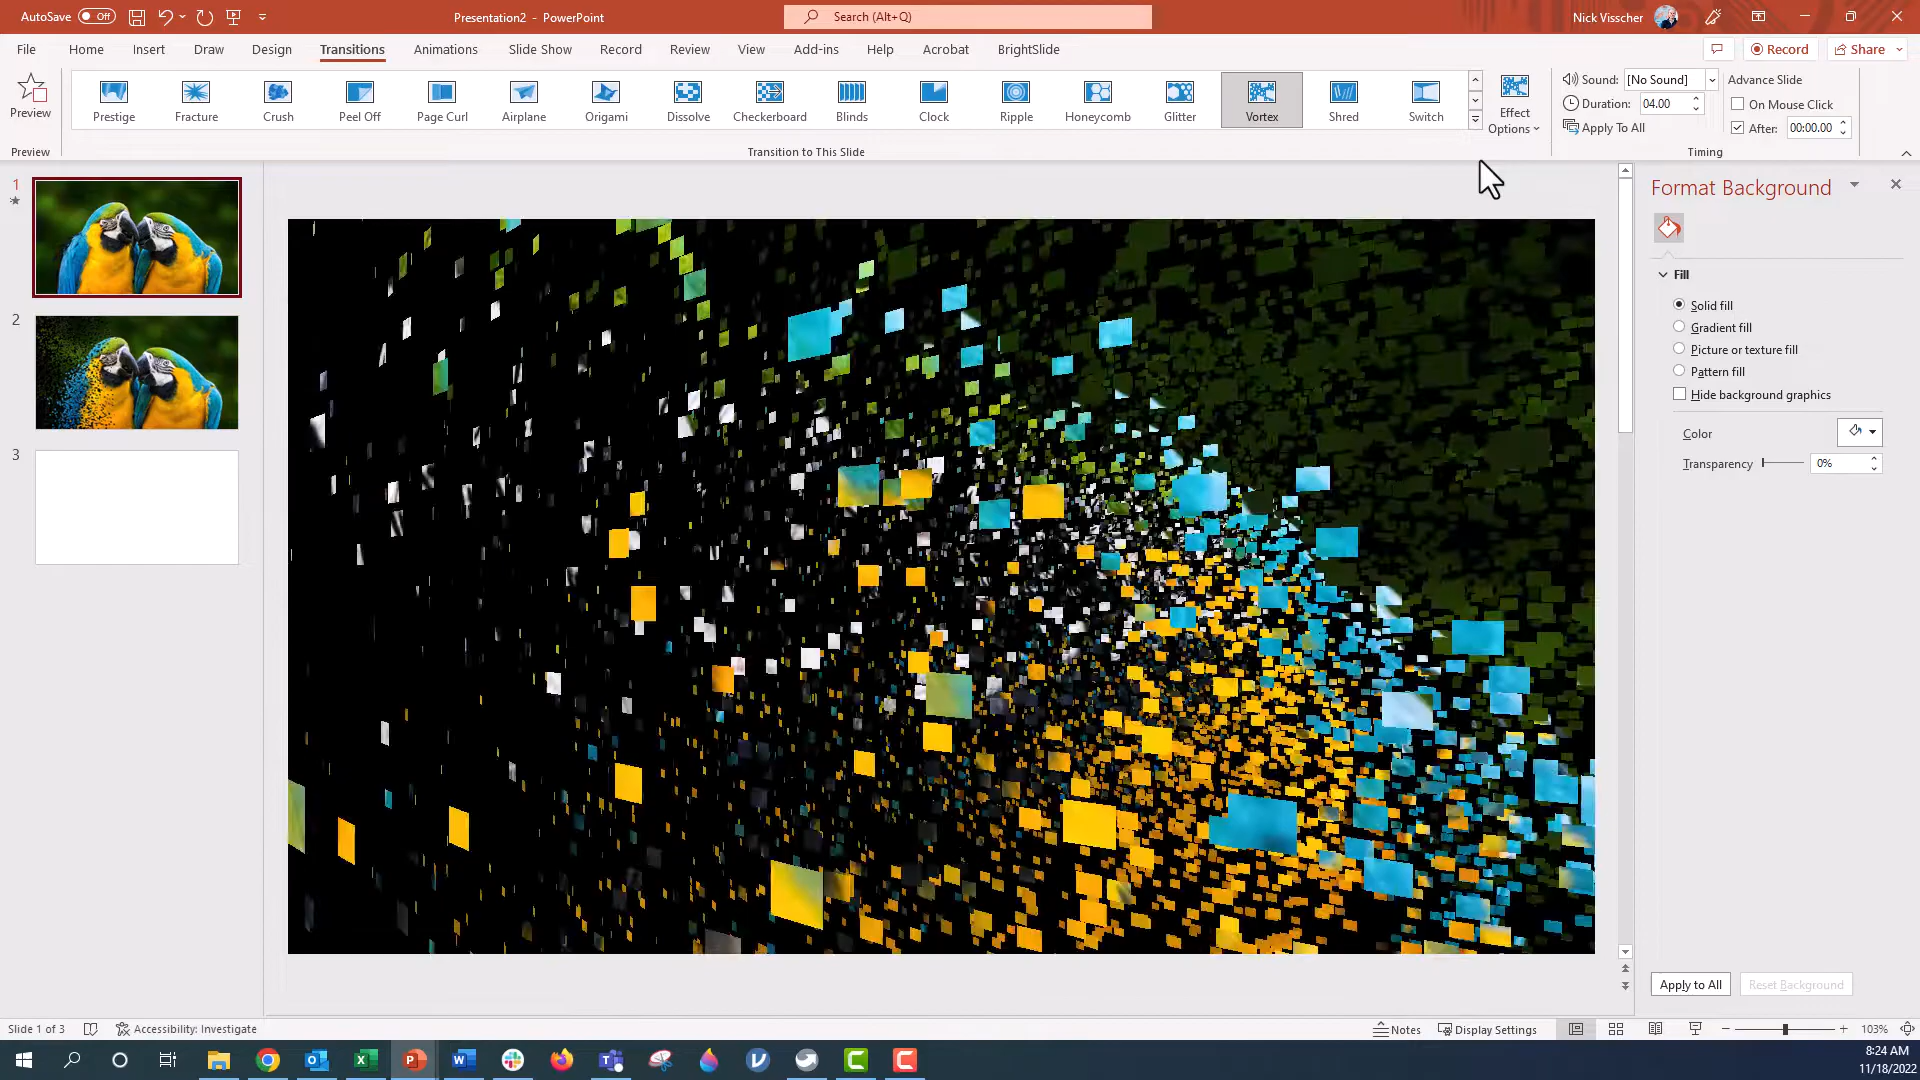 AutoSave Off Presentation2 - PowerPoint Search (Alt+Q) Nick Visscher
File Home Insert Draw Design Transitions Animations Slide Show Record Review View Add-ins Help Acrobat BrightSlide Record Share
Preview
Prestige Fracture Crush Peel Off Page Curl Airplane Origami Dissolve Checkerboard Blinds Clock Ripple Honeycomb Glitter Vortex Shred Switch
Effect Options
Sound: [No Sound] Advance Slide
Duration: 04.00 On Mouse Click
Apply To All After: 00:00.00
Preview Transition to This Slide Timing
1
2
3
Format Background
Fill
Solid fill
Gradient fill
Picture or texture fill
Pattern fill
Hide background graphics
Color
Transparency 0%
Apply to All Reset Background
Slide 1 of 3 Accessibility: Investigate Notes Display Settings 103%
8:24 AM
11/18/2022